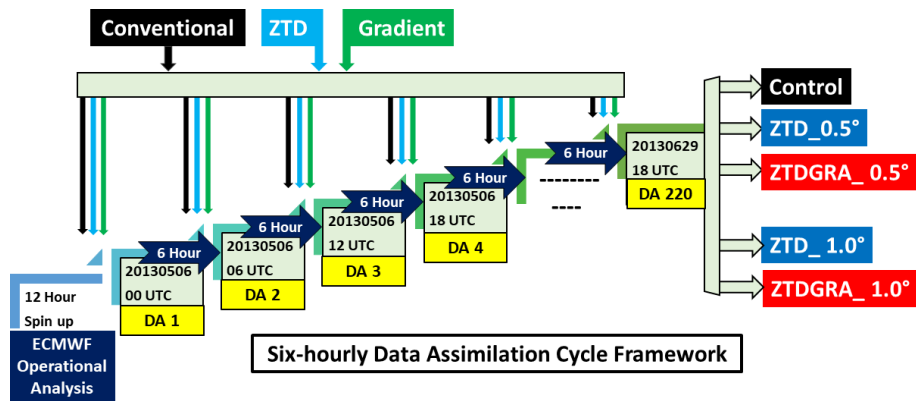 Conventional
ZTD
Gradient
Control
ZTD_0.5°
ZTDGRA_ 0.5°
ZTD_ 1.0°
ZTDGRA_ 1.0°
12 Hour
Spin up
ECMWF
Operational
Analysis
6 Hour
20130506
00 UTC
DA 1
6 Hour
20130506
06 UTC
DA 2
6 Hour
20130506
12 UTC
DA 3
6 Hour
20130506
18 UTC
DA 4
6 Hour
20130629
18 UTC
DA 220
Six-hourly Data Assimilation Cycle Framework